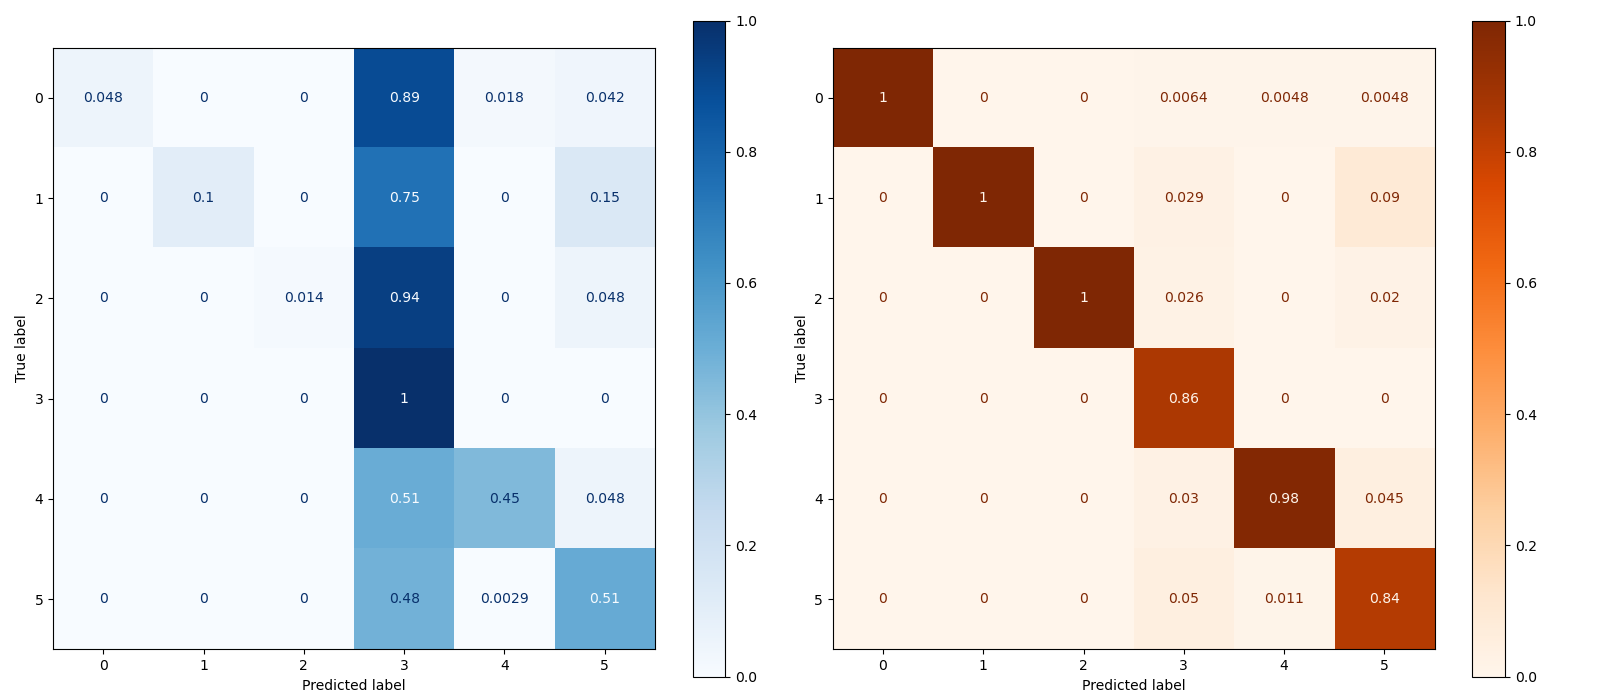 1.0
0.8
0.6
0.4
0.2
0.0
True label
0 0.048 0 0 0.89 0.018 0.042
1 0 0.1 0 0.75 0 0.15
2 0 0 0.014 0.94 0 0.048
3 0 0 0 1 0 0
4 0 0 0 0.51 0.45 0.048
5 0 0 0 0.48 0.0029 0.51
0 1 2 3 4 5
Predicted label
1.0
0.8
0.6
0.4
0.2
0.0
True label
0 1 0 0 0.0064 0.0048 0.0048
1 0 1 0 0.029 0 0.09
2 0 0 1 0.026 0 0.02
3 0 0 0 0.86 0 0
4 0 0 0 0.03 0.98 0.045
5 0 0 0 0.05 0.011 0.84
0 1 2 3 4 5
Predicted label